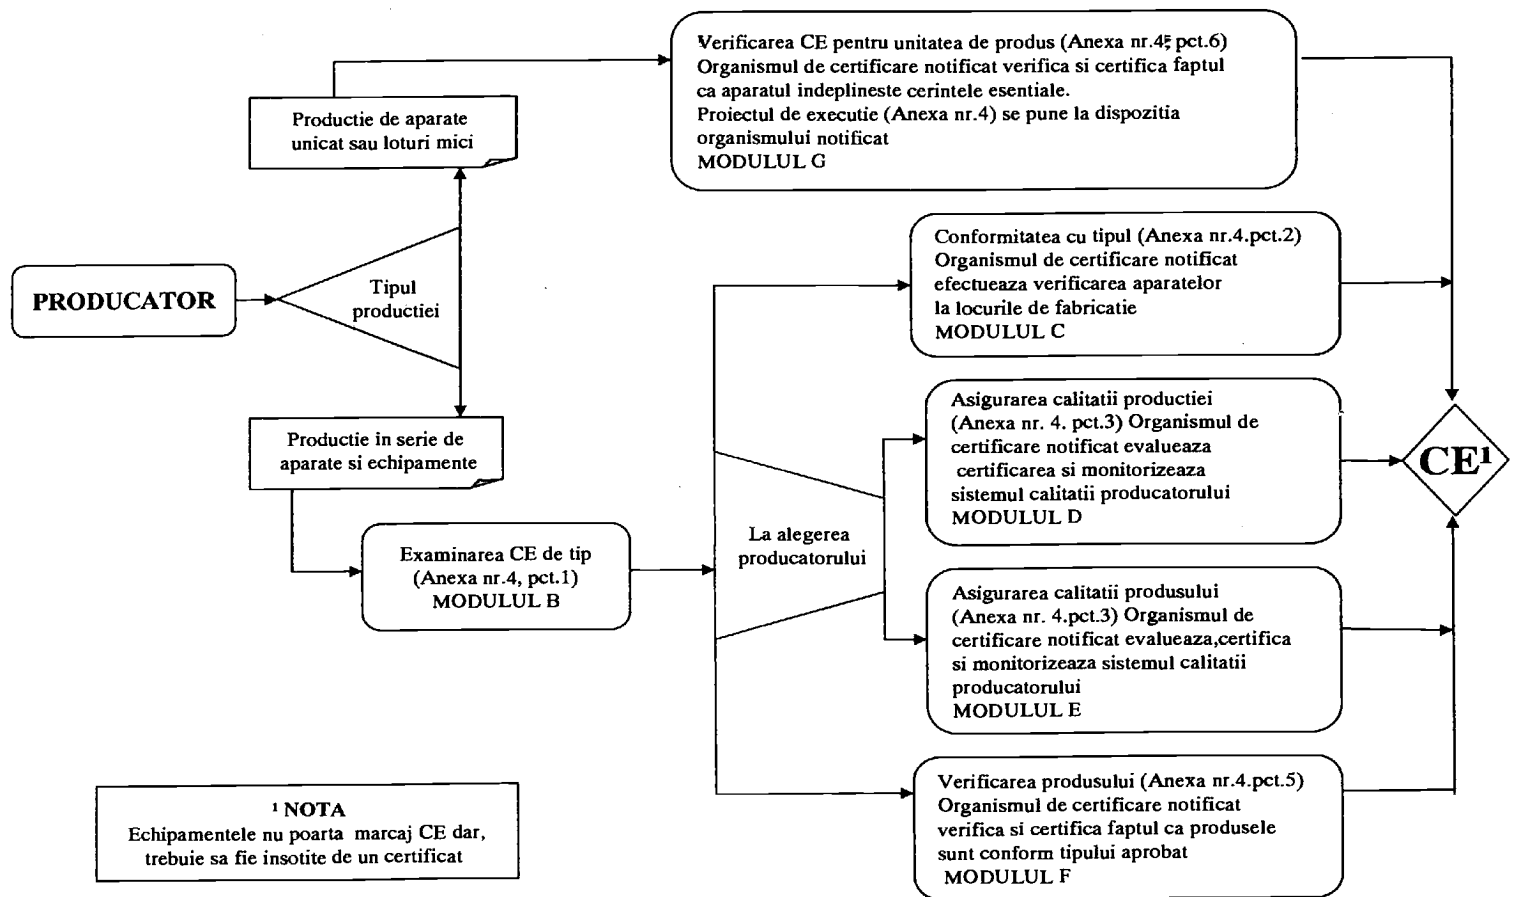 Verificarea CE pentru unitatea de produs (Anexa nr.4; pct.6)
Organismul de certificare notificat verifica si certifica faptul
ca aparatul indeplineste cerintele esentiale.
Proiectul de executie (Anexa nr.4) se pune la dispozitia
organismului notificat
MODULUL G
Productie de aparate
unicat sau loturi mici
PRODUCATOR
Tipul
productiei
Productie in serie de
aparate si echipamente
Examinarea CE de tip
(Anexa nr.4, pct.1)
MODULUL B
La alegerea
producatorului
Conformitatea cu tipul (Anexa nr.4.pct.2)
Organismul de certificare notificat
efectueaza verificarea aparatelor
la locurile de fabricatie
MODULUL C
Asigurarea calitatii productiei
(Anexa nr. 4. pct.3) Organismul de
certificare notificat evalueaza
certificarea si monitorizeaza
sistemul calitatii producatorului
MODULUL D
Asigurarea calitatii produsului
(Anexa nr. 4.pct.3) Organismul de
certificare notificat evalueaza,certifica
si monitorizeaza sistemul calitatii
producatorului
MODULUL E
Verificarea produsului (Anexa nr.4.pct.5)
Organismul de certificare notificat
verifica si certifica faptul ca produsele
sunt conform tipului aprobat
MODULUL F
CE¹
¹ NOTA
Echipamentele nu poarta marcaj CE dar,
trebuie sa fie insotite de un certificat